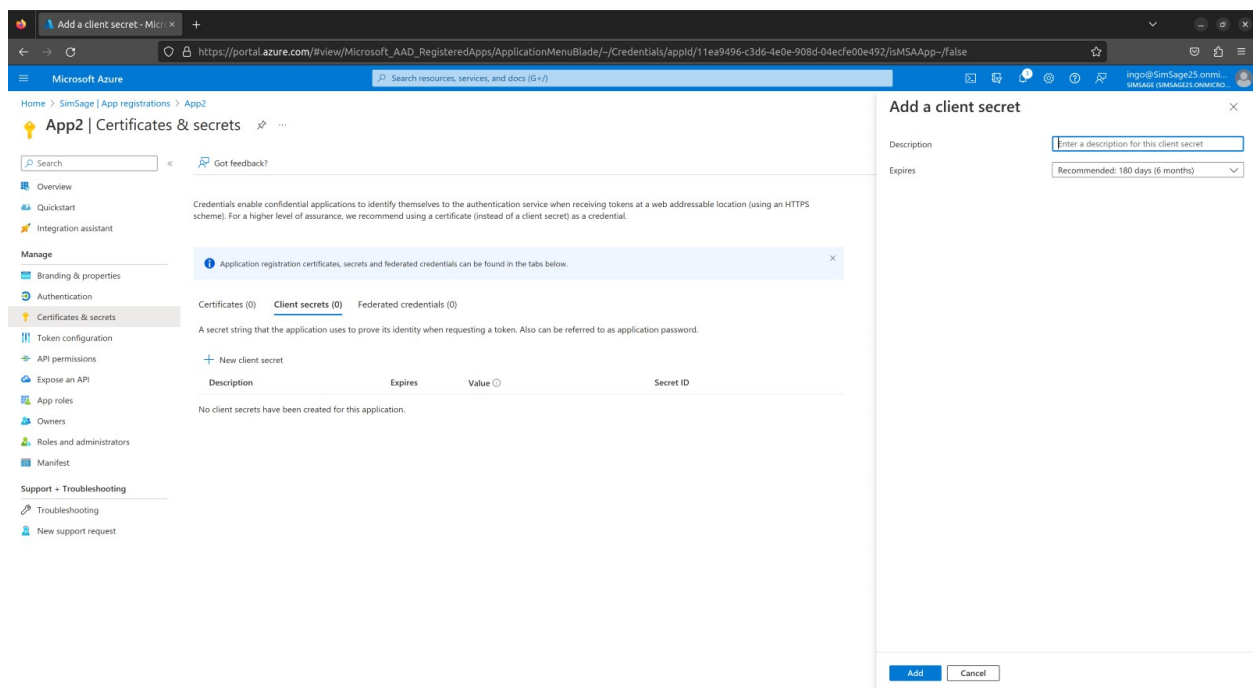 Add a client secret - Micr
https://portal.azure.com/#view/Microsoft_AAD_RegisteredApps/ApplicationMenuBlade/~/Credentials/appId/11ea9496-c3d6-4e0e-908d-04ecfe00e492/isMSAApp~/false
Microsoft Azure
Search resources, services, and docs (G+/)
1
ingo@SimSage25.onmi...
SIMSAGE (SIMSAGE25.ONMICRO...
Home > SimSage | App registrations > App2
App2 | Certificates & secrets
Search
Overview
Quickstart
Integration assistant
Manage
Branding & properties
Authentication
Certificates & secrets
Token configuration
API permissions
Expose an API
App roles
Owners
Roles and administrators
Manifest
Support + Troubleshooting
Troubleshooting
New support request
Got feedback?
Credentials enable confidential applications to identify themselves to the authentication service when receiving tokens at a web addressable location (using an HTTPS
scheme). For a higher level of assurance, we recommend using a certificate (instead of a client secret) as a credential.
Application registration certificates, secrets and federated credentials can be found in the tabs below.
Certificates (0) Client secrets (0) Federated credentials (0)
A secret string that the application uses to prove its identity when requesting a token. Also can be referred to as application password.
New client secret
Description Expires Value Secret ID
No client secrets have been created for this application.
Add a client secret
Description Enter a description for this client secret
Expires Recommended: 180 days (6 months)
Add Cancel